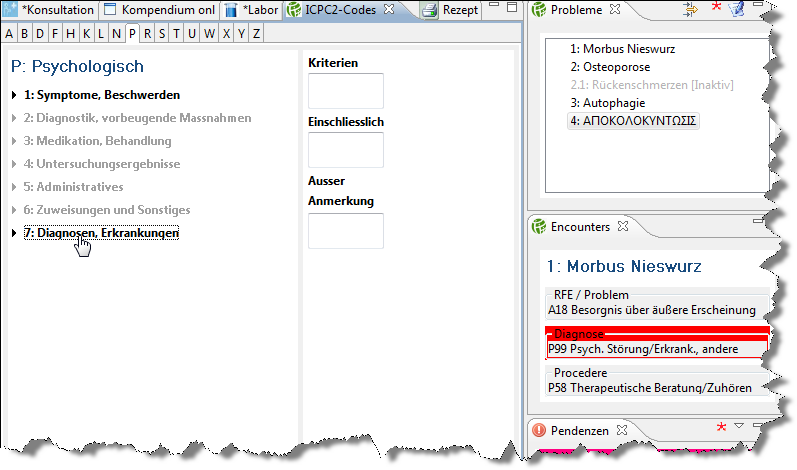 *Konsultation
Kompendium onl
*Labor
ICPC2-Codes
Rezept
A B D F H K L N P R S T U W X Y Z
P: Psychologisch
1: Symptome, Beschwerden
2: Diagnostik, vorbeugende Massnahmen
3: Medikation, Behandlung
4: Untersuchungsergebnisse
5: Administratives
6: Zuweisungen und Sonstiges
7: Diagnosen, Erkrankungen
Kriterien
Einschliesslich
Ausser
Anmerkung
Probleme
1: Morbus Nieswurz
2: Osteoporose
2.1: Rückenschmerzen [Inaktiv]
3: Autophagie
4: ΑΠΟΚΟΛΟΚΥΝΤΩΣΙΣ
Encounters
1: Morbus Nieswurz
RFE / Problem
A18 Besorgnis über äußere Erscheinung
Diagnose
P99 Psych. Störung/Erkrank., andere
Procedere
P58 Therapeutische Beratung/Zuhören
Pendenzen